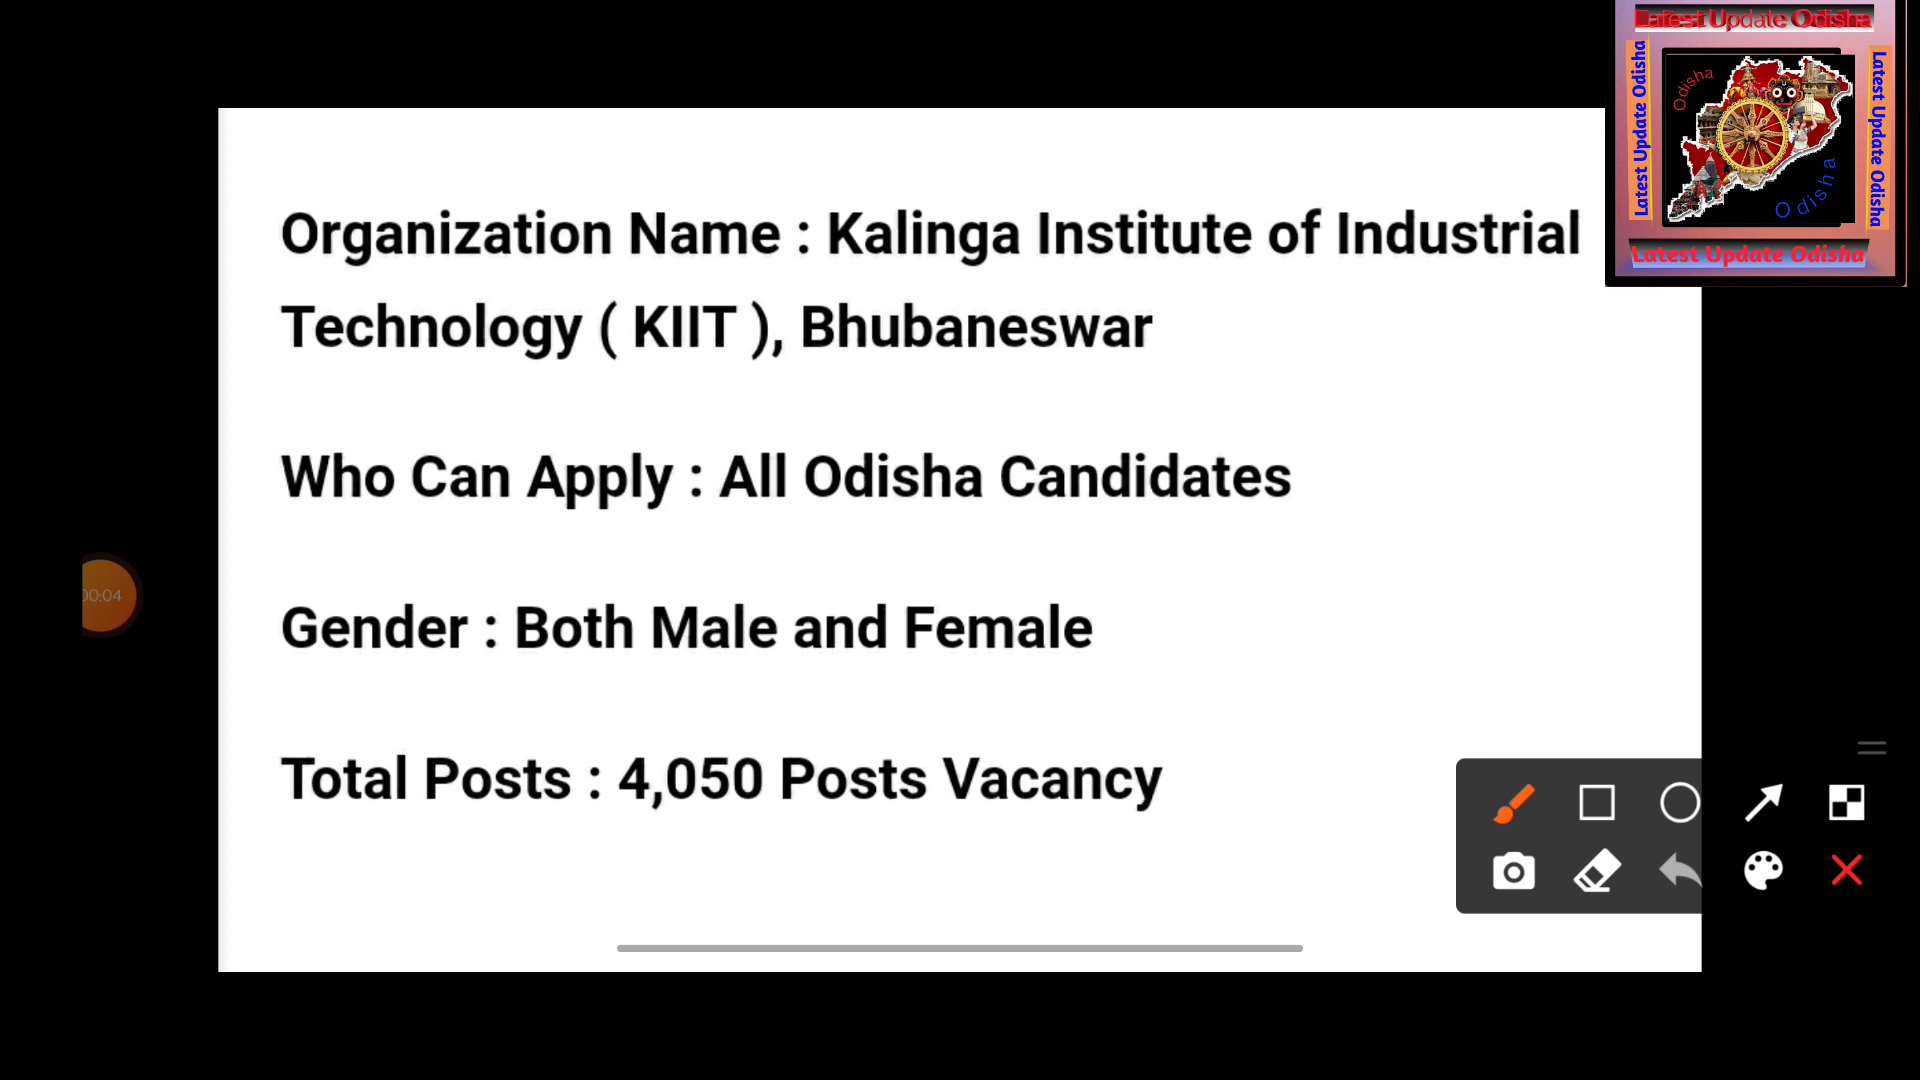 Latest Update Odisha
Latest Update Odisha
Latest Update Odisha
Odisha
Odisha
Latest Update Odisha
Organization Name : Kalinga Institute of Industrial
Technology ( KIIT ), Bhubaneswar
Who Can Apply : All Odisha Candidates
00:04
Gender : Both Male and Female
Total Posts : 4,050 Posts Vacancy